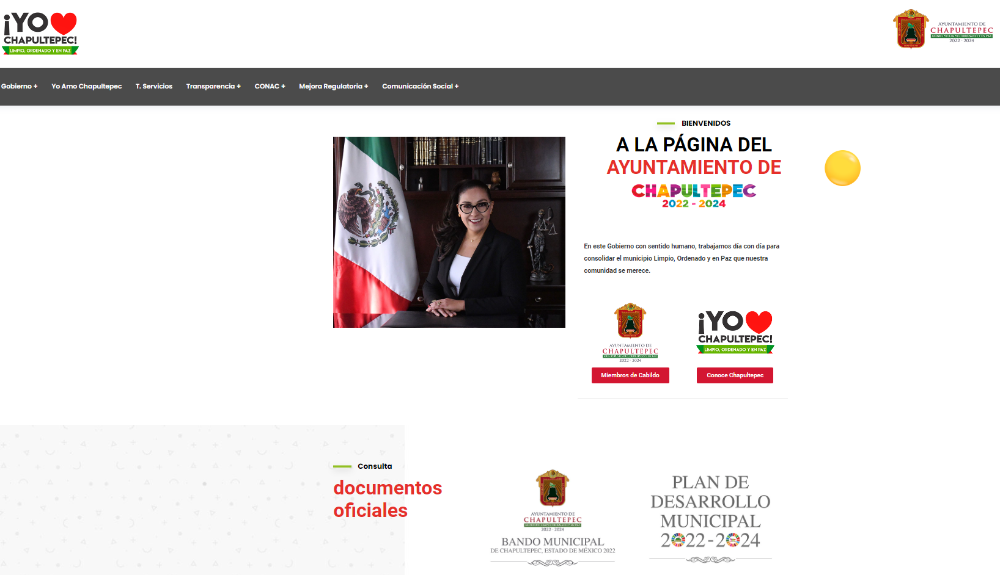 ¡YO
CHAPULTEPEC!
LIMPIO, ORDENADO Y EN PAZ
AYUNTAMIENTO DE
CHAPULTEPEC
MUNICIPIO LIMPIO, ORDENADO Y EN PAZ
2022 - 2024
Gobierno + Yo Amo Chapultepec T. Servicios Transparencia + CONAC + Mejora Regulatoria + Comunicación Social +
BIENVENIDOS
A LA PÁGINA DEL
AYUNTAMIENTO DE
CHAPULTEPEC
2022 - 2024
En este Gobierno con sentido humano, trabajamos día con día para
consolidar el municipio Limpio, Ordenado y en Paz que nuestra
comunidad se merece.
AYUNTAMIENTO DE
CHAPULTEPEC
MUNICIPIO LIMPIO, ORDENADO Y EN PAZ
2022 - 2024
Miembros de Cabildo
¡YO
CHAPULTEPEC!
LIMPIO, ORDENADO Y EN PAZ
Conoce Chapultepec
Consulta
documentos
oficiales
AYUNTAMIENTO DE
CHAPULTEPEC
MUNICIPIO LIMPIO, ORDENADO Y EN PAZ
2022 - 2024
BANDO MUNICIPAL
DE CHAPULTEPEC, ESTADO DE MÉXICO 2022
PLAN DE
DESARROLLO
MUNICIPAL
2022-2024